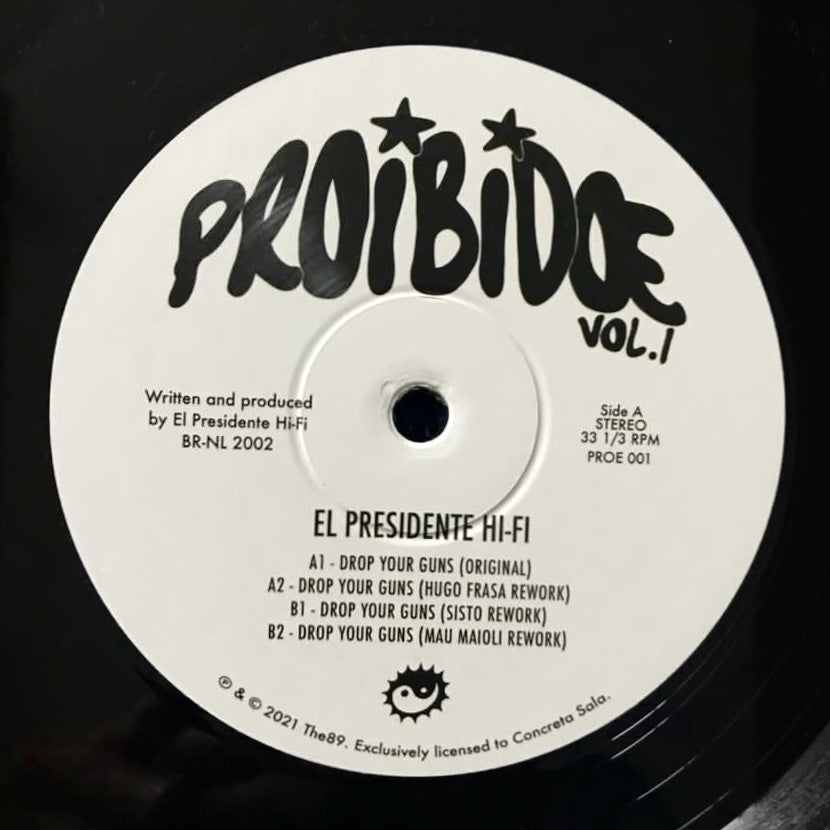 PROiBiDOE
VOL.1
Written and produced
by El Presidente Hi-Fi
BR-NL 2002
Side A
STEREO
33 1/3 RPM
PROE 001
EL PRESIDENTE HI-FI
A1 - DROP YOUR GUNS (ORIGINAL)
A2 - DROP YOUR GUNS (HUGO FRASA REWORK)
B1 - DROP YOUR GUNS (SISTO REWORK)
B2 - DROP YOUR GUNS (MAU MAIOLI REWORK)
℗ & © 2021 The89. Exclusively licensed to Concreta Sala.